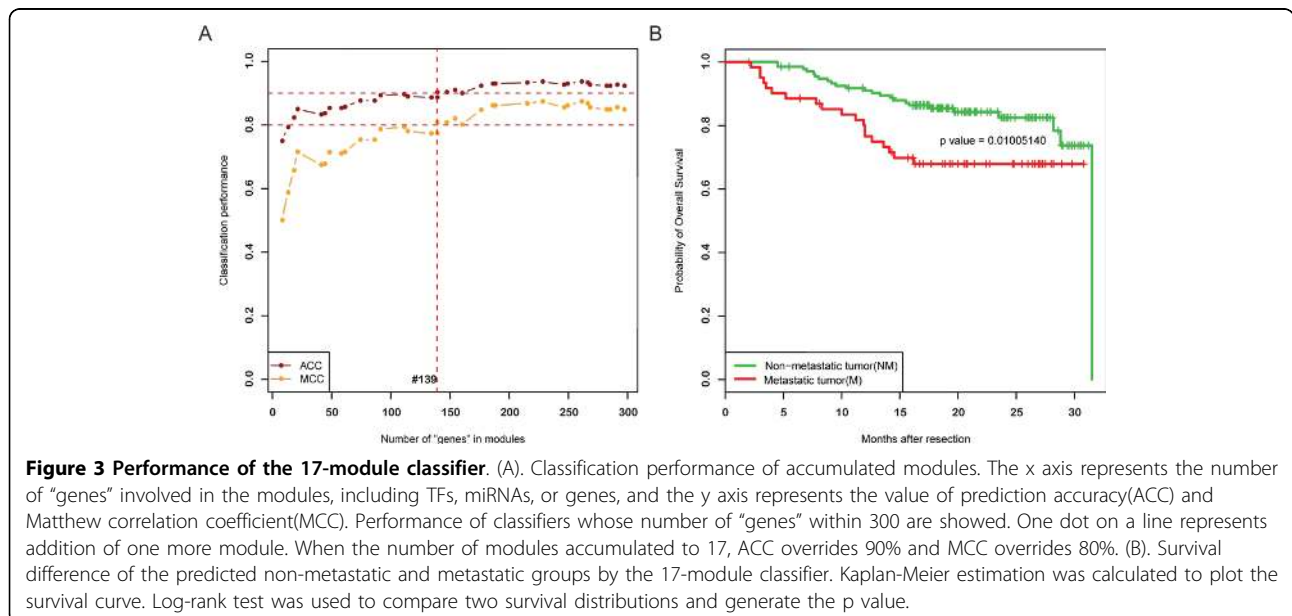 A
B
Classification performance
0.0
0.2
0.4
0.6
0.8
1.0
ACC
MCC
#139
0 50 100 150 200 250 300
Number of "genes" in modules
Probability of Overall Survival
0.0
0.2
0.4
0.6
0.8
1.0
p value = 0.01005140
Non-metastatic tumor(NM)
Metastatic tumor(M)
0 5 10 15 20 25 30
Months after resection
Figure 3 Performance of the 17-module classifier. (A). Classification performance of accumulated modules. The x axis represents the number
of "genes" involved in the modules, including TFs, miRNAs, or genes, and the y axis represents the value of prediction accuracy(ACC) and
Matthew correlation coefficient(MCC). Performance of classifiers whose number of "genes" within 300 are showed. One dot on a line represents
addition of one more module. When the number of modules accumulated to 17, ACC overrides 90% and MCC overrides 80%. (B). Survival
difference of the predicted non-metastatic and metastatic groups by the 17-module classifier. Kaplan-Meier estimation was calculated to plot the
survival curve. Log-rank test was used to compare two survival distributions and generate the p value.